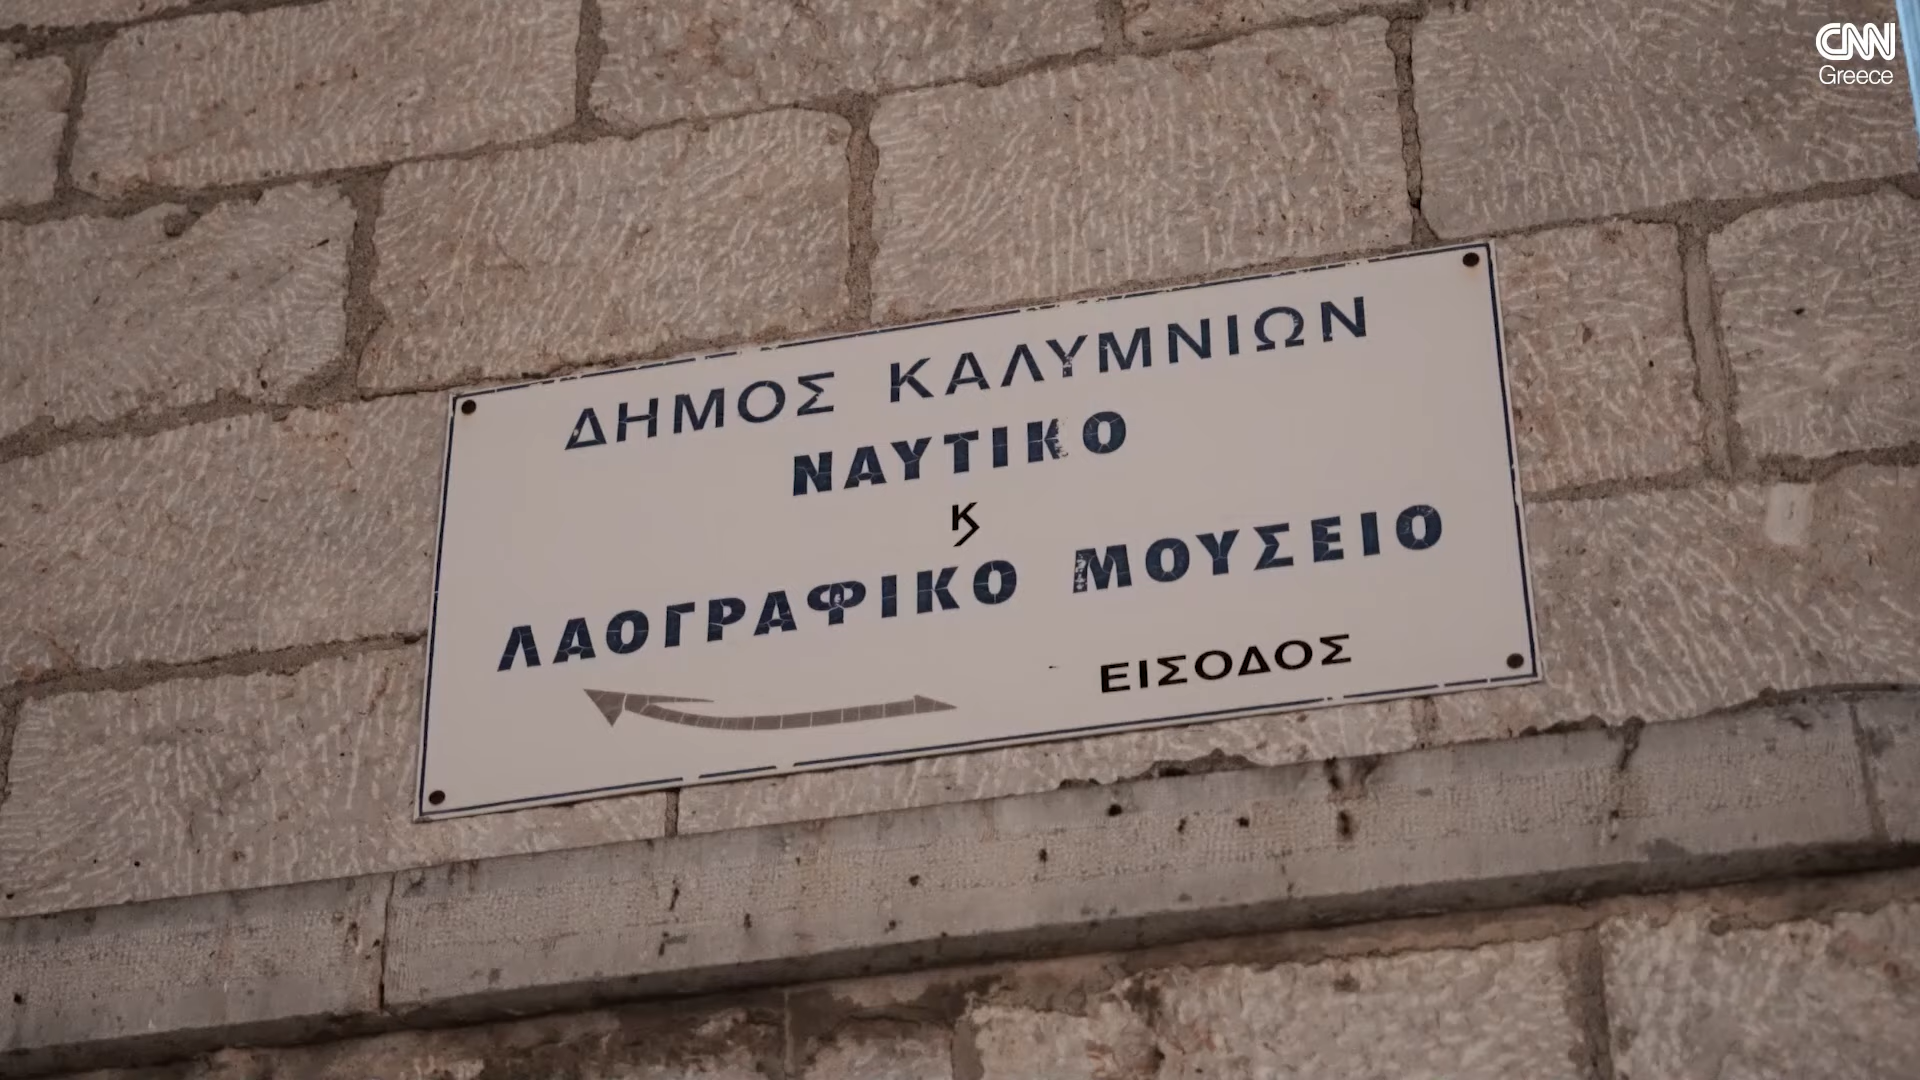 CNN
Greece
ΔΗΜΟΣ ΚΑΛΥΜΝΙΩΝ
ΝΑΥΤΙΚΟ
Ϗ
ΛΑΟΓΡΑΦΙΚΟ ΜΟΥΣΕΙΟ
ΕΙΣΟΔΟΣ